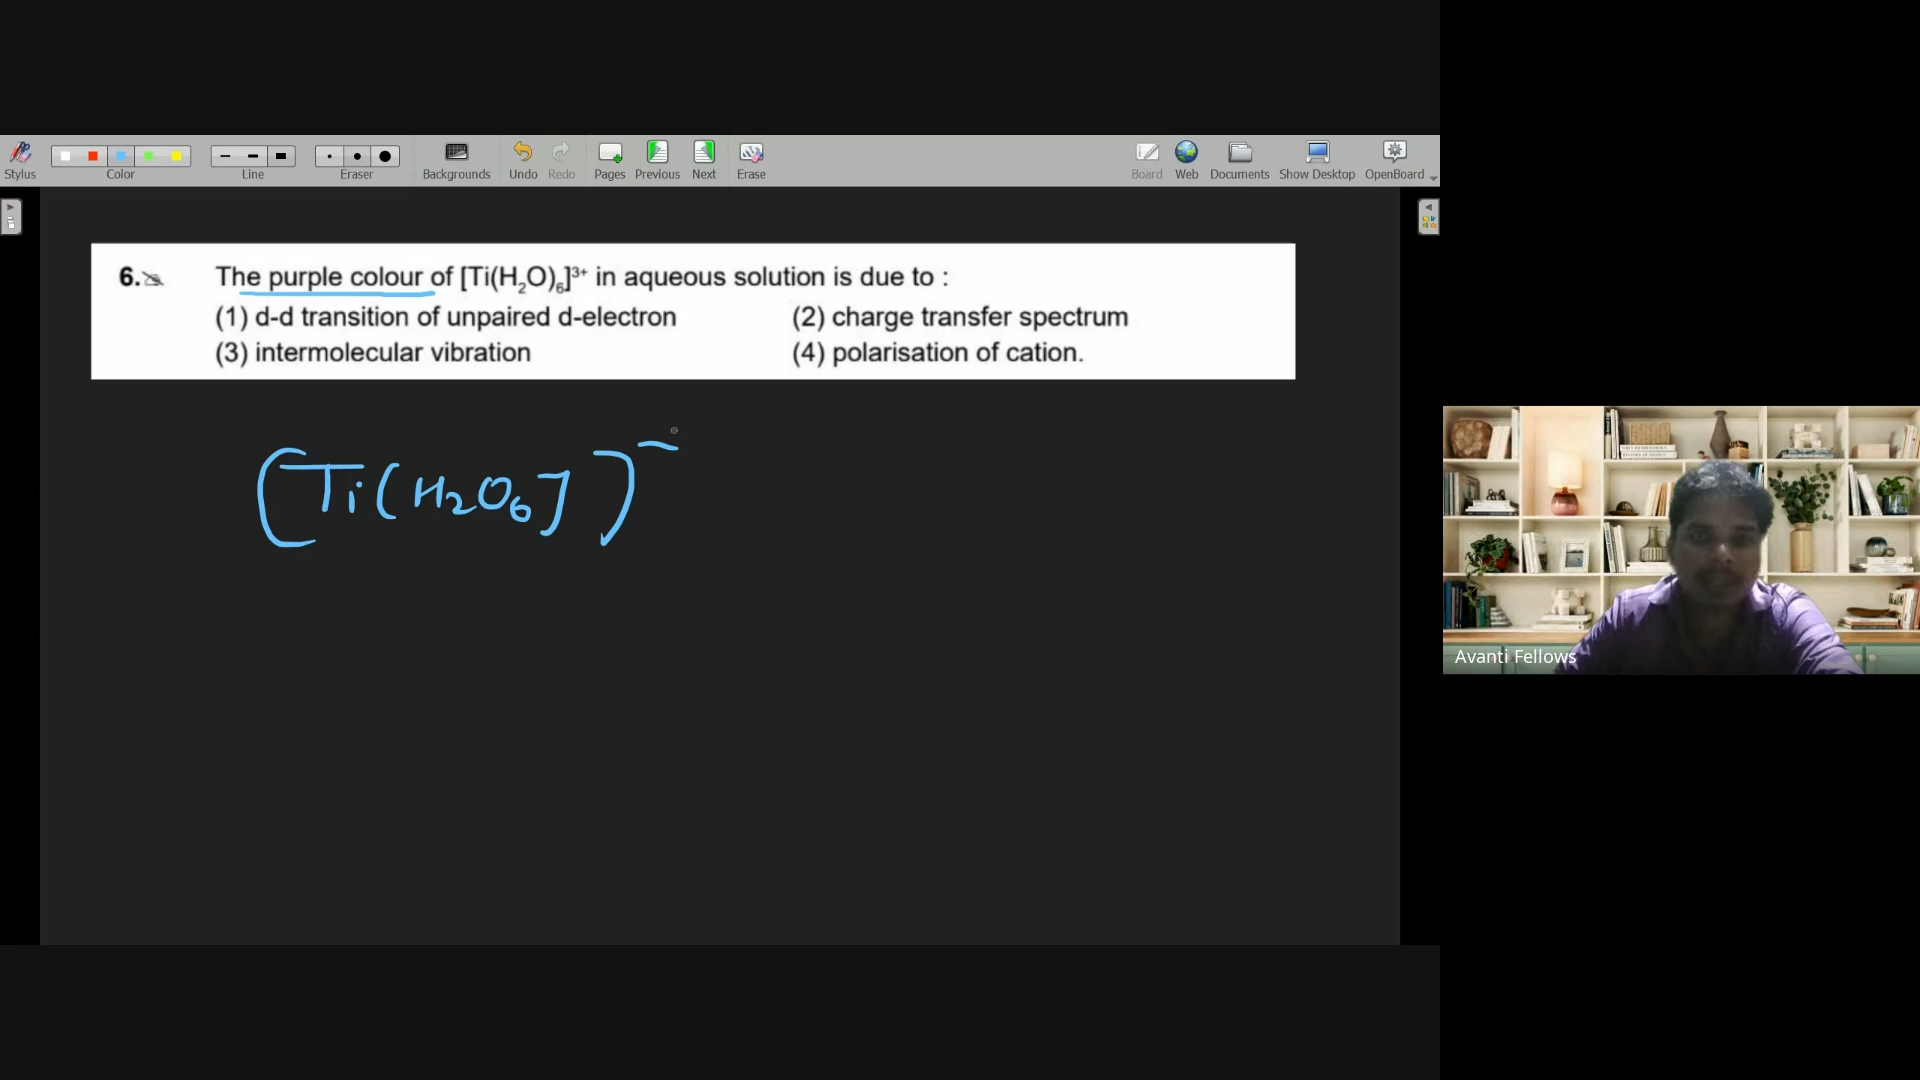 Stylus
Color
Line
Eraser
Backgrounds
Undo
Redo
Pages
Previous
Next
Erase
Board
Web
Documents
Show Desktop
OpenBoard
6. The purple colour of [Ti(H₂O)₆]³⁺ in aqueous solution is due to :
(1) d-d transition of unpaired d-electron (2) charge transfer spectrum
(3) intermolecular vibration (4) polarisation of cation.
[Ti(H₂O₆])⁻
Avanti Fellows